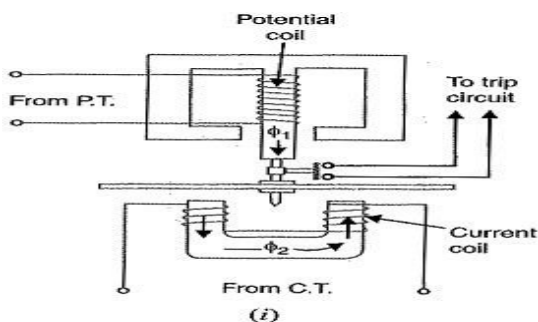 Potential
coil
To trip
circuit
From P.T.
ϕ1
ϕ2
Current
coil
From C.T.
(i)